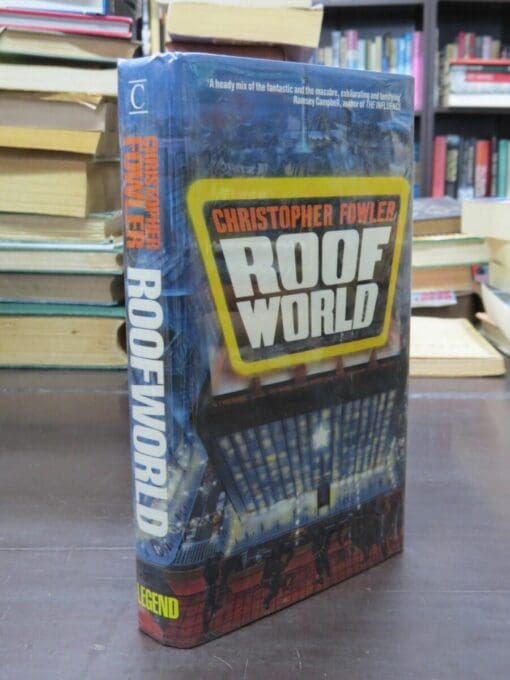 'A heady mix of the fantastic and the macabre, exhilarating and terrifying'
Ramsey Campbell, author of THE INFLUENCE
CHRISTOPHER FOWLER
ROOF
WORLD
C
CHRISTOPHER
FOWLER
ROOFWORLD
LEGEND